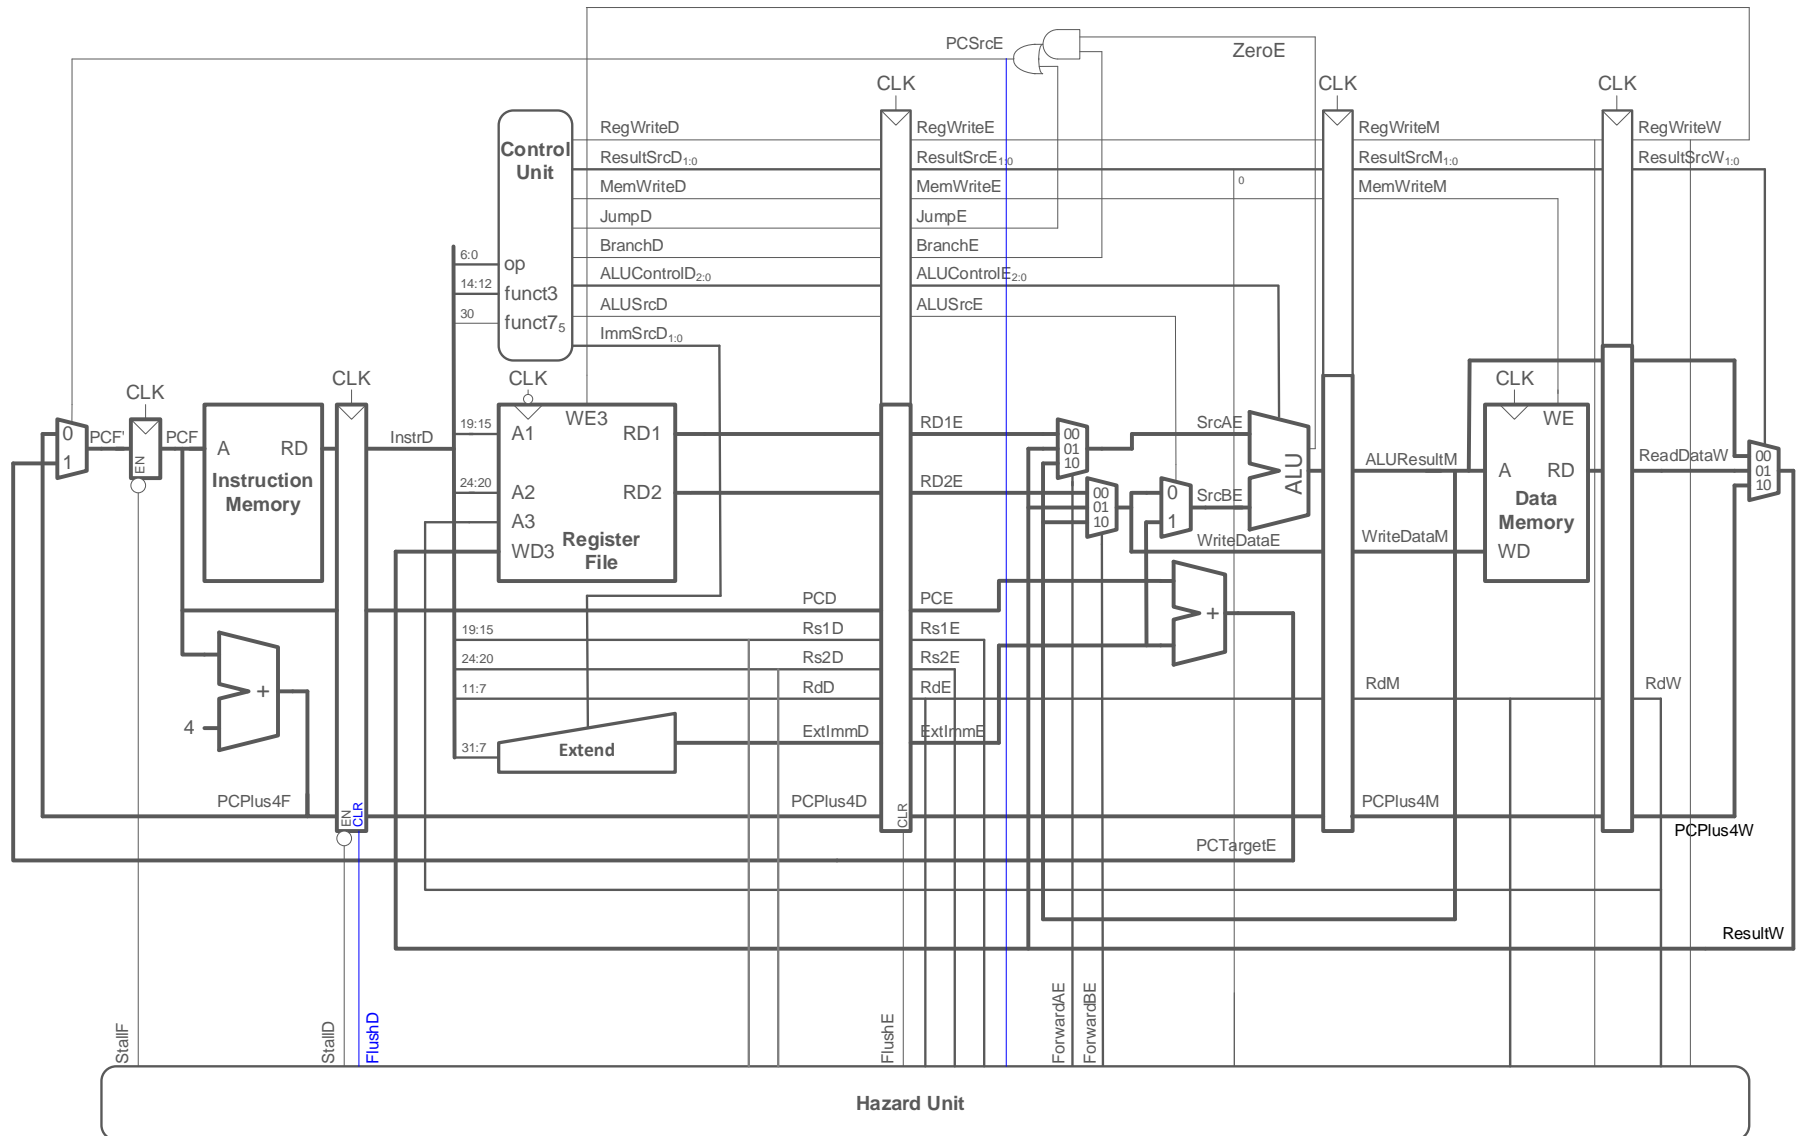 PCSrcE
ZeroE
CLK
CLK
CLK
Control
Unit
op
funct3
funct7₅
6:0
14:12
30
RegWriteD
ResultSrcD₁:₀
MemWriteD
JumpD
BranchD
ALUControlD₂:₀
ALUSrcD
ImmSrcD₁:₀
RegWriteE
ResultSrcE₁:₀
MemWriteE
JumpE
BranchE
ALUControlE₂:₀
ALUSrcE
0
RegWriteM
ResultSrcM₁:₀
MemWriteM
RegWriteW
ResultSrcW₁:₀
CLK
CLK
CLK
CLK
0
1
PCF'
EN
PCF
A
RD
Instruction
Memory
InstrD
19:15
24:20
A1
A2
A3
WD3
WE3
RD1
RD2
Register
File
RD1E
RD2E
00
01
10
00
01
10
0
1
SrcAE
SrcBE
ALU
WriteDataE
ALUResultM
WriteDataM
A
RD
WE
WD
Data
Memory
ReadDataW
00
01
10
PCD
PCE
19:15
Rs1D
Rs1E
24:20
Rs2D
Rs2E
11:7
RdD
RdE
RdM
RdW
31:7
Extend
ExtImmD
ExtImmE
+
+
4
PCPlus4F
EN
CLR
PCPlus4D
CLR
PCPlus4M
PCPlus4W
PCTargetE
ResultW
StallF
StallD
FlushD
FlushE
ForwardAE
ForwardBE
Hazard Unit